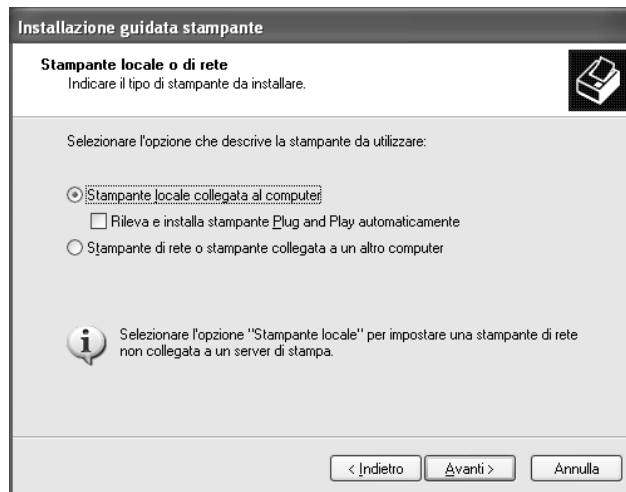 Installazione guidata stampante
Stampante locale o di rete
Indicare il tipo di stampante da installare.
Selezionare l'opzione che descrive la stampante da utilizzare:
Stampante locale collegata al computer
Rileva e installa stampante Plug and Play automaticamente
Stampante di rete o stampante collegata a un altro computer
Selezionare l'opzione "Stampante locale" per impostare una stampante di rete
non collegata a un server di stampa.
< Indietro Avanti > Annulla